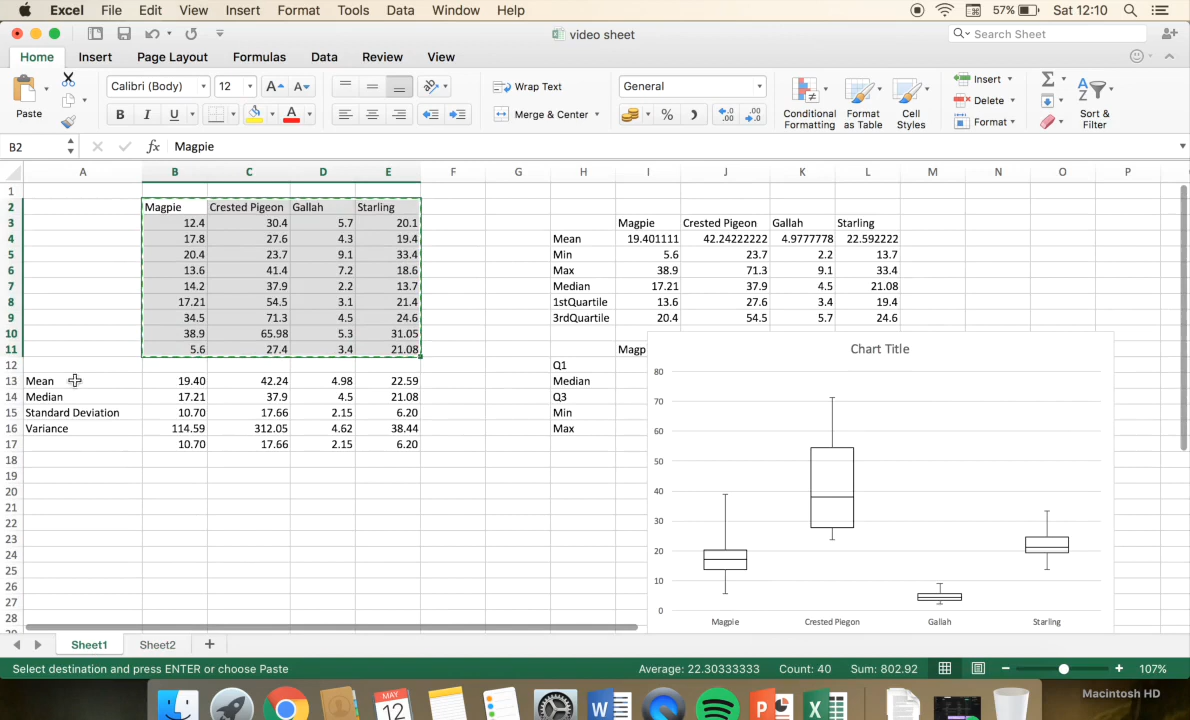 Excel File Edit View Insert Format Tools Data Window Help 57% Sat 12:10
video sheet
Search Sheet
Home Insert Page Layout Formulas Data Review View
Paste
Calibri (Body) 12
B I U
Wrap Text
Merge & Center
General
Conditional Formatting
Format as Table
Cell Styles
Insert
Delete
Format
Sort & Filter
B2 fx Magpie
A B C D E F G H I J K L M N O P
1
2 Magpie Crested Pigeon Gallah Starling
3 12.4 30.4 5.7 20.1 Magpie Crested Pigeon Gallah Starling
4 17.8 27.6 4.3 19.4 Mean 19.401111 42.24222222 4.9777778 22.592222
5 20.4 23.7 9.1 33.4 Min 5.6 23.7 2.2 13.7
6 13.6 41.4 7.2 18.6 Max 38.9 71.3 9.1 33.4
7 14.2 37.9 2.2 13.7 Median 17.21 37.9 4.5 21.08
8 17.21 54.5 3.1 21.4 1stQuartile 13.6 27.6 3.4 19.4
9 34.5 71.3 4.5 24.6 3rdQuartile 20.4 54.5 5.7 24.6
10 38.9 65.98 5.3 31.05
11 5.6 27.4 3.4 21.08 Magp
12 Q1
13 Mean 19.40 42.24 4.98 22.59 Median
14 Median 17.21 37.9 4.5 21.08 Q3
15 Standard Deviation 10.70 17.66 2.15 6.20 Min
16 Variance 114.59 312.05 4.62 38.44 Max
17 10.70 17.66 2.15 6.20
18
19
20
21
22
23
24
25
26
27
28
Chart Title
80
70
60
50
40
30
20
10
0
Magpie Crested Piegon Gallah Starling
Sheet1 Sheet2
Select destination and press ENTER or choose Paste Average: 22.30333333 Count: 40 Sum: 802.92 107%
MAY
12
Macintosh HD